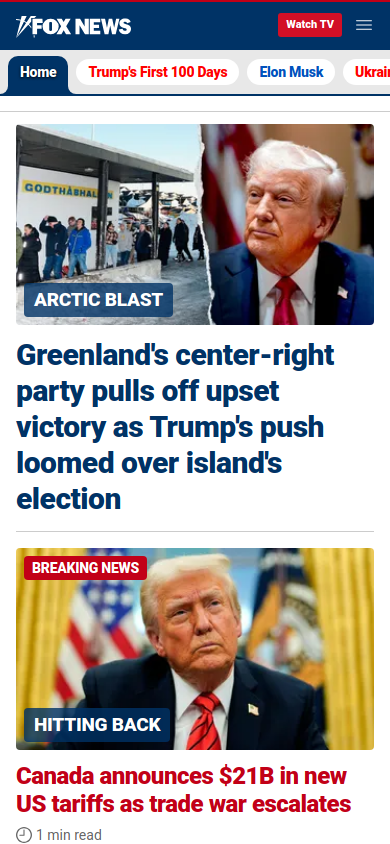 FOX NEWS
Watch TV
Home
Trump's First 100 Days
Elon Musk
Ukrai
GODTHÅBHAL
ARCTIC BLAST
Greenland's center-right
party pulls off upset
victory as Trump's push
loomed over island's
election
BREAKING NEWS
HITTING BACK
Canada announces $21B in new
US tariffs as trade war escalates
1 min read